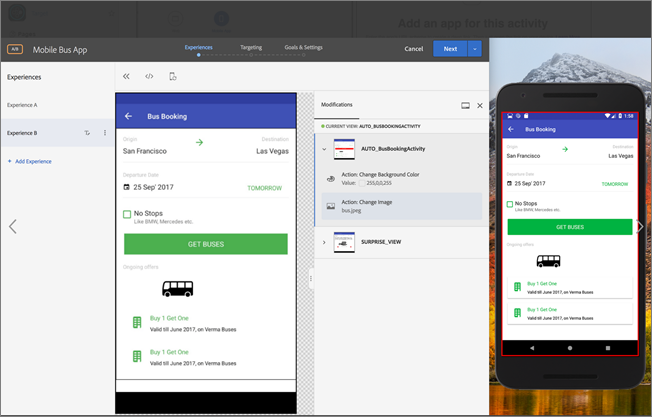 Add an app for this activity
A/B
Mobile Bus App
Experiences
Targeting
Goals & Settings
Cancel
Next
Experiences
Experience A
Experience B
+ Add Experience
Bus Booking
Origin
Destination
San Francisco
Las Vegas
Departure Date
25 Sep' 2017
TOMORROW
No Stops
Like BMW, Mercedes etc.
GET BUSES
Ongoing offers
Buy 1 Get One
Valid till June 2017, on Verma Buses
Buy 1 Get One
Valid till June 2017, on Verma Buses
Modifications
CURRENT VIEW: AUTO_BUSBOOKINGACTIVITY
AUTO_BusBookingActivity
Action: Change Background Color
Value: 255,0,0,255
Action: Change Image
bus.jpeg
SURPRISE_VIEW
1:58
Bus Booking
Origin
Destination
San Francisco
Las Vegas
Departure Date
25 Sep' 2017
TOMORROW
No Stops
Like BMW, Mercedes etc.
GET BUSES
Ongoing offers
Buy 1 Get One
Valid till June 2017, on Verma Buses
Buy 1 Get One
Valid till June 2017, on Verma Buses